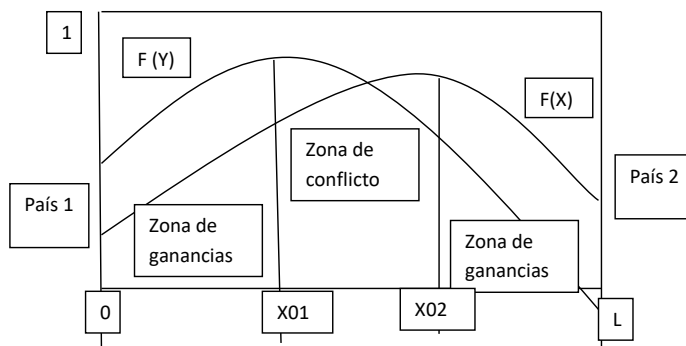 1
F (Y)
F(X)
Zona de
conflicto
País 1
País 2
Zona de
ganancias
Zona de
ganancias
0
X01
X02
L